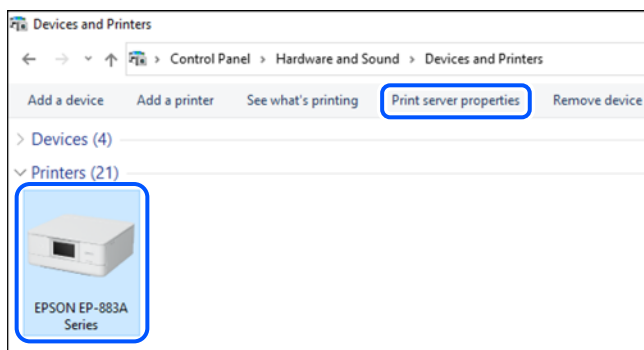 Devices and Printers
Control Panel > Hardware and Sound > Devices and Printers
Add a device Add a printer See what's printing Print server properties Remove device
Devices (4)
Printers (21)
EPSON EP-883A
Series